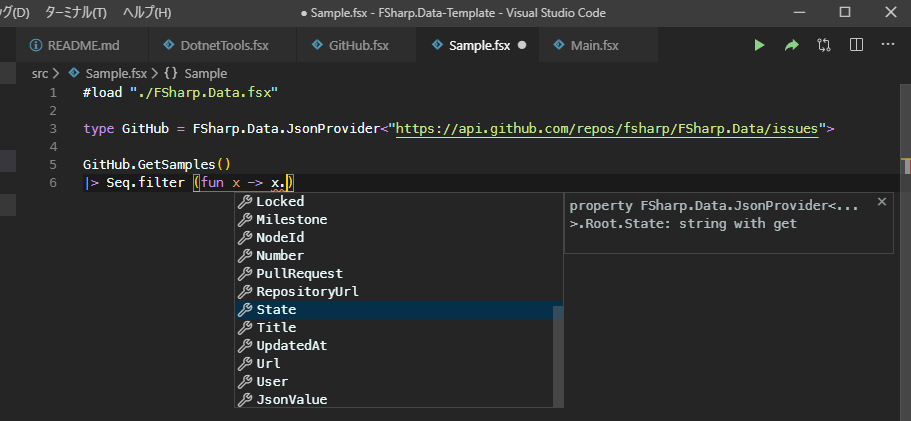 グ(D) ターミナル(T) ヘルプ(H) ● Sample.fsx - FSharp.Data-Template - Visual Studio Code
README.md DotnetTools.fsx GitHub.fsx Sample.fsx Main.fsx
src > Sample.fsx > {} Sample
1 #load "./FSharp.Data.fsx"
2
3 type GitHub = FSharp.Data.JsonProvider<"https://api.github.com/repos/fsharp/FSharp.Data/issues">
4
5 GitHub.GetSamples()
6 |> Seq.filter (fun x -> x.)
Locked
Milestone
NodeId
Number
PullRequest
RepositoryUrl
State
Title
UpdatedAt
Url
User
JsonValue
property FSharp.Data.JsonProvider<...
>.Root.State: string with get